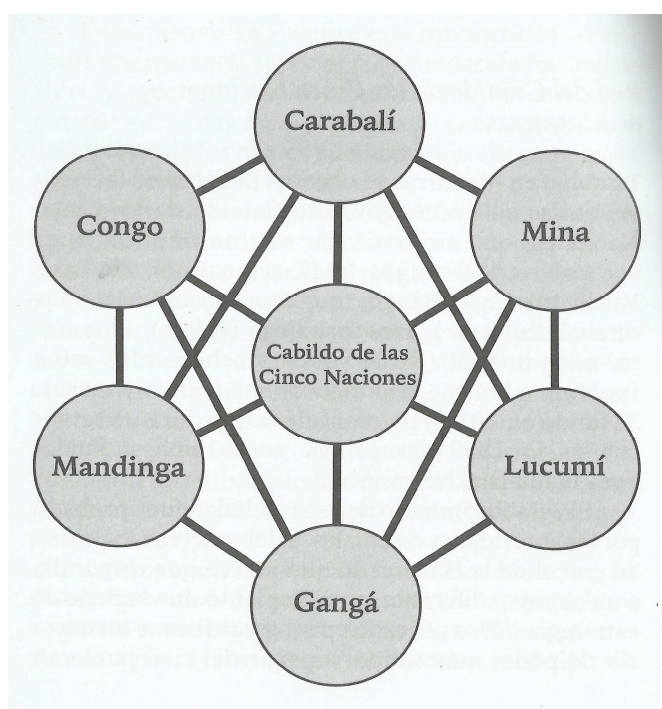 Carabalí
Congo
Mina
Cabildo de las
Cinco Naciones
Mandinga
Lucumí
Gangá